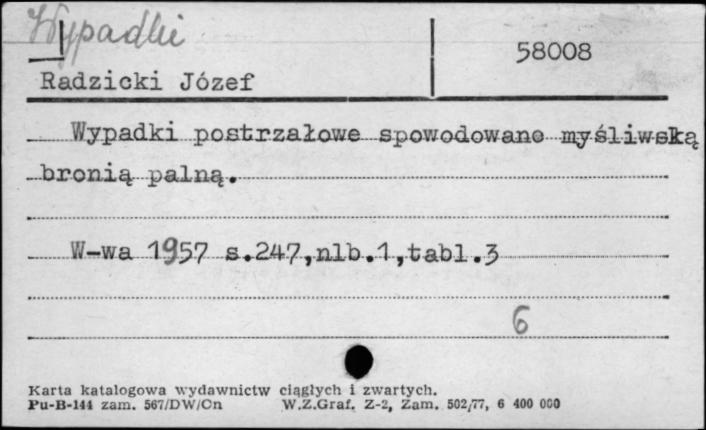 Wypadki
58008
Radzicki Józef
Wypadki postrzałowe spowodowane myśliwską
bronią palną.
W-wa 1957 s.247,nlb.1,tabl.3
6
Karta katalogowa wydawnictw ciągłych i zwartych.
Pu-B-144 zam. 567/DW/Cn W.Z.Graf. Z-2, Zam. 502/77, 6 400 000